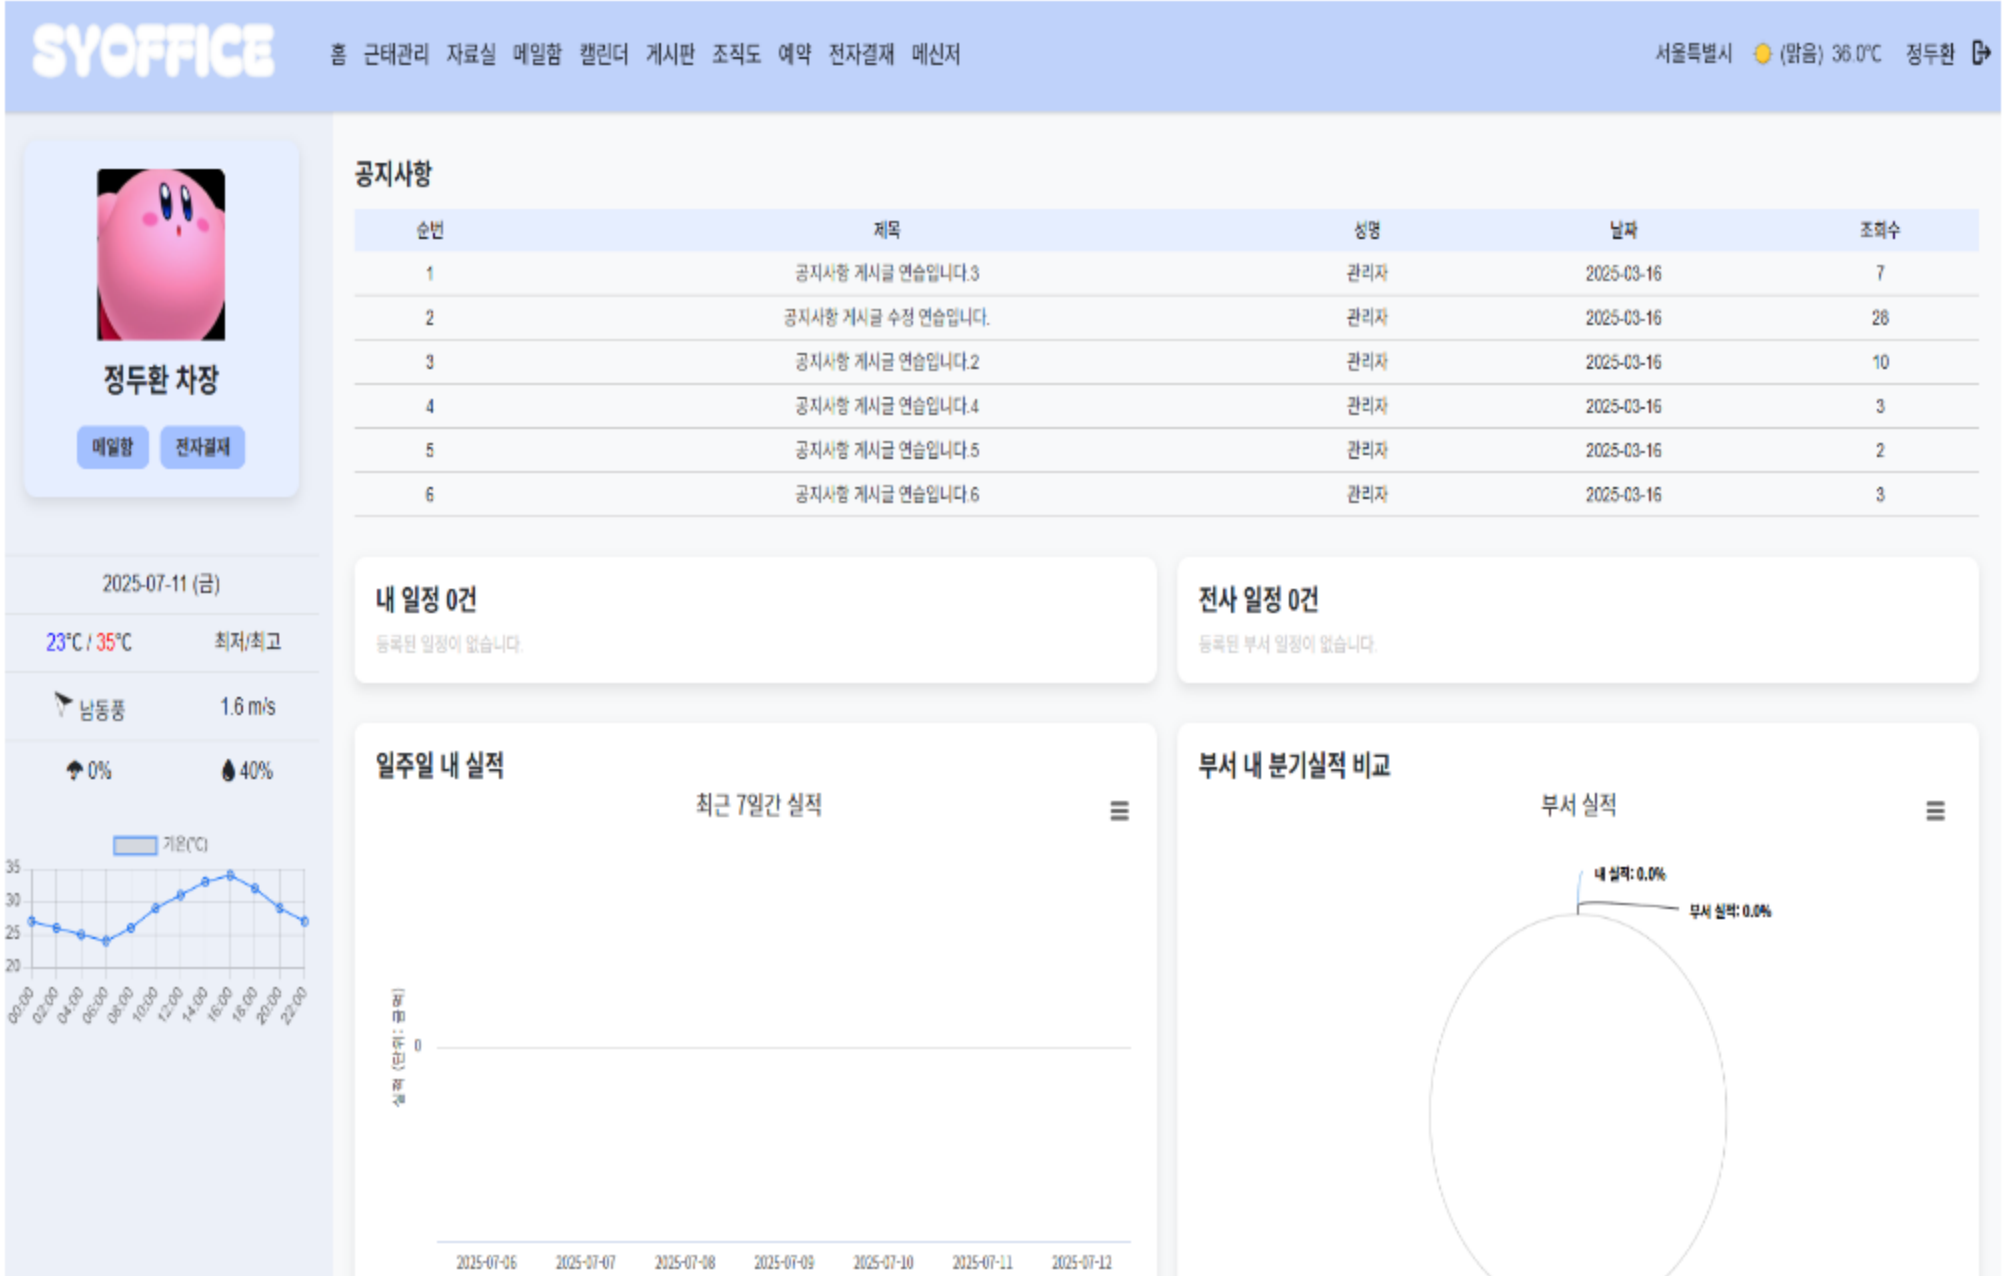 SYOFFICE 홈 근태관리 자료실 메일함 캘린더 게시판 조직도 예약 전자결재 메신저 서울특별시 (맑음) 36.0℃ 정두환
정두환 차장
메일함 전자결재
2025-07-11 (금)
23℃ / 35℃ 최저/최고
남동풍 1.6 m/s
0% 40%
기온(℃)
35
30
25
20
00:00 02:00 04:00 06:00 08:00 10:00 12:00 14:00 16:00 18:00 20:00 22:00
공지사항
순번 제목 성명 날짜 조회수
1 공지사항 게시글 연습입니다.3 관리자 2025-03-16 7
2 공지사항 게시글 수정 연습입니다. 관리자 2025-03-16 28
3 공지사항 게시글 연습입니다.2 관리자 2025-03-16 10
4 공지사항 게시글 연습입니다.4 관리자 2025-03-16 3
5 공지사항 게시글 연습입니다.5 관리자 2025-03-16 2
6 공지사항 게시글 연습입니다.6 관리자 2025-03-16 3
내 일정 0건
등록된 일정이 없습니다.
전사 일정 0건
등록된 부서 일정이 없습니다.
일주일 내 실적
최근 7일간 실적
실적 (단위: 금액)
0
2025-07-06 2025-07-07 2025-07-08 2025-07-09 2025-07-10 2025-07-11 2025-07-12
부서 내 분기실적 비교
부서 실적
내 실적: 0.0%
부서 실적: 0.0%